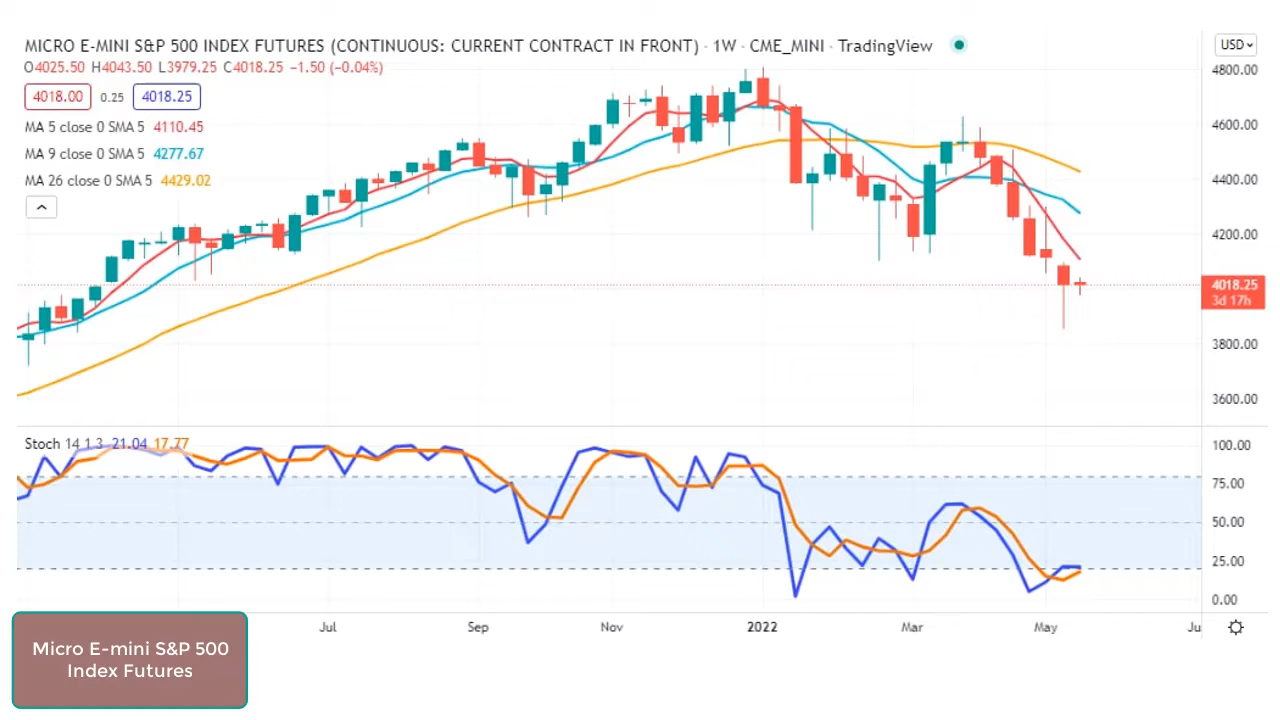 MICRO E-MINI S&P 500 INDEX FUTURES (CONTINUOUS: CURRENT CONTRACT IN FRONT) · 1W · CME_MINI · TradingView
USD
O4025.50 H4043.50 L3979.25 C4018.25 −1.50 (−0.04%)
4018.00 0.25 4018.25
MA 5 close 0 SMA 5 4110.45
MA 9 close 0 SMA 5 4277.67
MA 26 close 0 SMA 5 4429.02
4800.00
4600.00
4400.00
4200.00
4018.25
3d 17h
3800.00
3600.00
Stoch 14 1 3 21.04 17.77
100.00
75.00
50.00
25.00
0.00
Jul Sep Nov 2022 Mar May Ju
Micro E-mini S&P 500
Index Futures